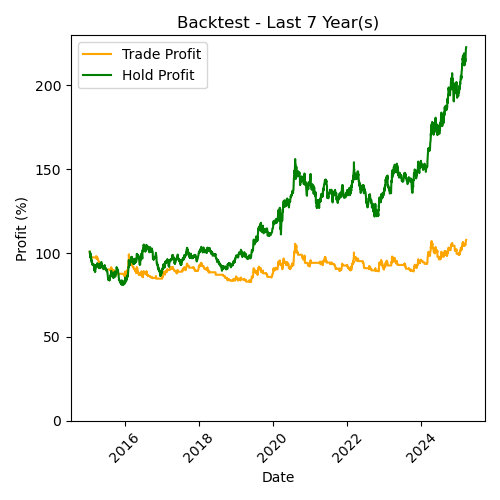 Backtest - Last 7 Year(s)
Trade Profit
Hold Profit
Profit (%)
200
150
100
50
0
2016
2018
2020
2022
2024
Date